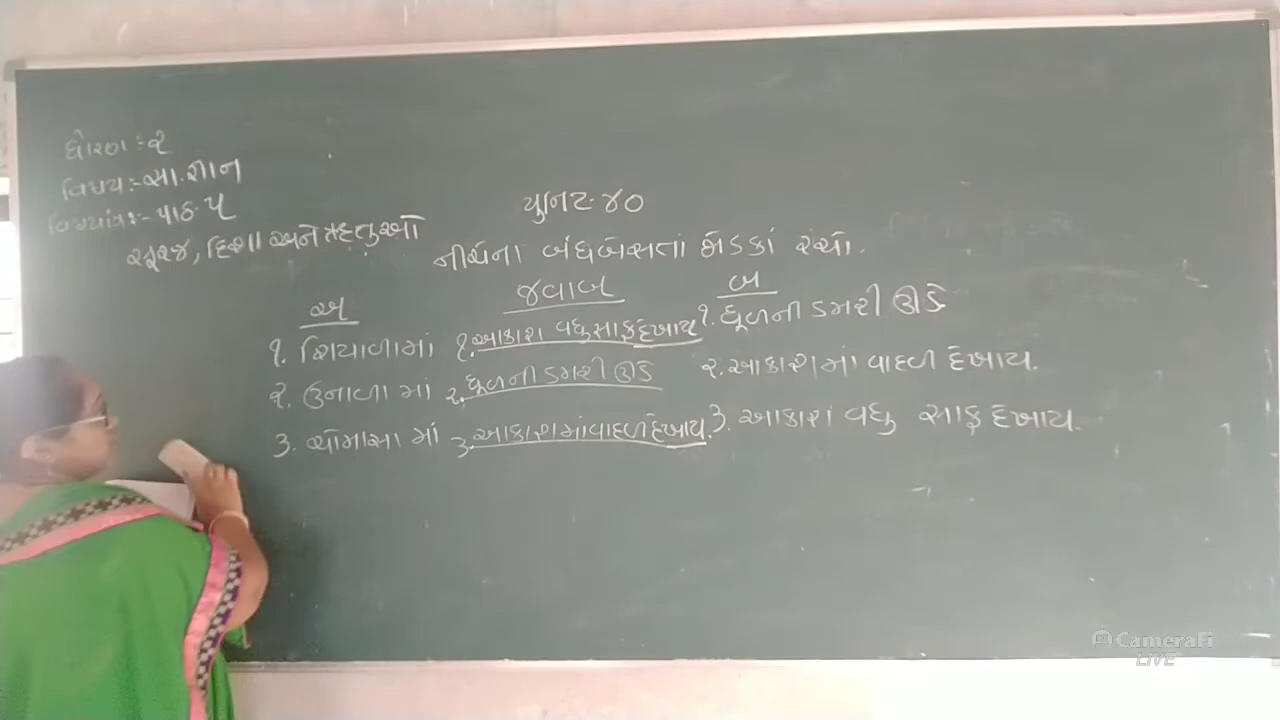 ધોરણ :- ૨
વિષય :- સા.જ્ઞાન
વિષયાંગ :- પાઠ-૫
સૂરજ, દિશા અને ઋતુઓ
યુનિટ-૪૦
નીચેના બંધબેસતાં જોડકાં રચો.
અ જવાબ બ
૧. શિયાળામાં ૧. આકાશ વધુ સાફ દેખાય ૧. ધૂળની ડમરી ઊડે
૨. ઉનાળા માં ૨. ધૂળની ડમરી ઊડે ૨. આકાશમાં વાદળ દેખાય.
૩. ચોમાસા માં ૩. આકાશમાં વાદળ દેખાય. ૩. આકાશ વધુ સાફ દેખાય.
CameraFi
LIVE